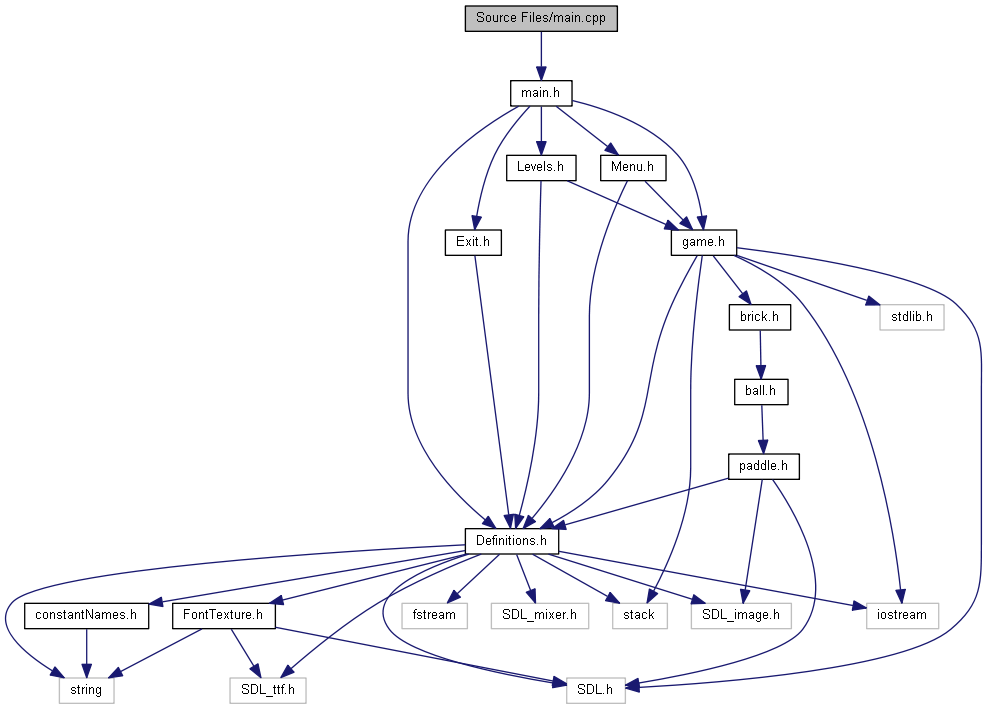 Source Files/main.cpp
main.h
Levels.h
Menu.h
Exit.h
game.h
brick.h
stdlib.h
ball.h
paddle.h
Definitions.h
constantNames.h
FontTexture.h
fstream
SDL_mixer.h
stack
SDL_image.h
iostream
string
SDL_ttf.h
SDL.h